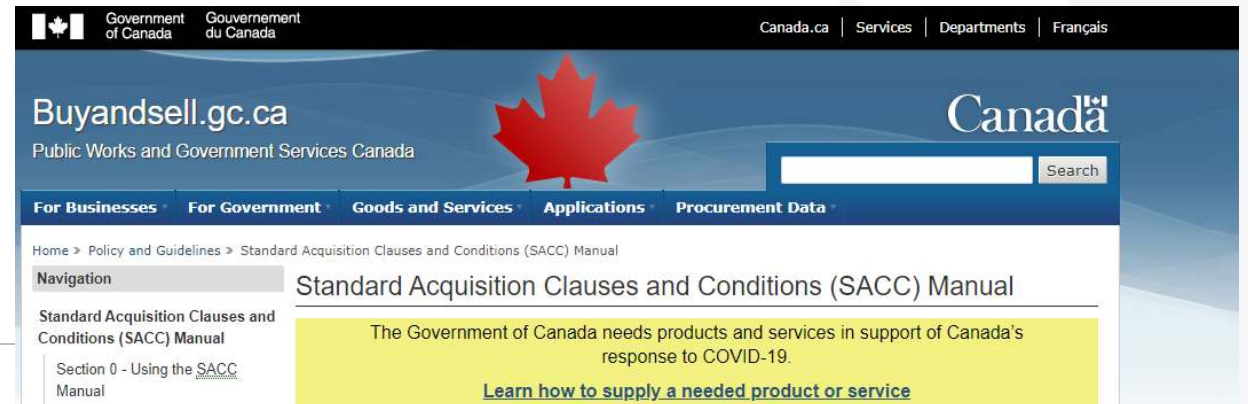 Government of Canada
Gouvernement du Canada
Canada.ca | Services | Departments | Français
Buyandsell.gc.ca
Public Works and Government Services Canada
Canada
Search
For Businesses For Government Goods and Services Applications Procurement Data
Home » Policy and Guidelines » Standard Acquisition Clauses and Conditions (SACC) Manual
Navigation
Standard Acquisition Clauses and
Conditions (SACC) Manual
Section 0 - Using the SACC
Manual
Standard Acquisition Clauses and Conditions (SACC) Manual
The Government of Canada needs products and services in support of Canada's
response to COVID-19.
Learn how to supply a needed product or service